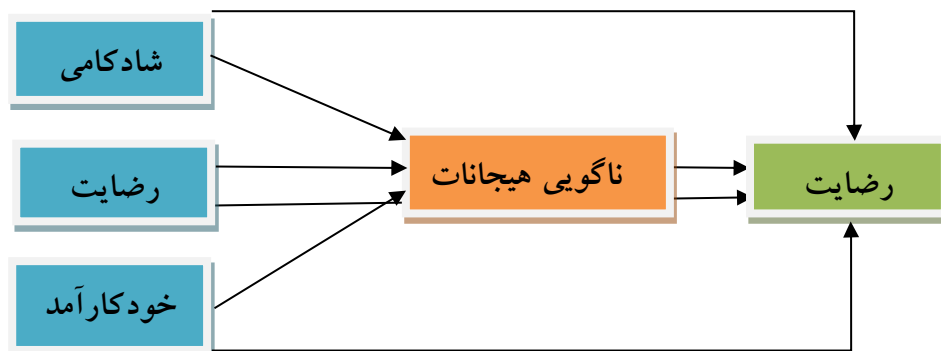 شادکامی
رضایت
خودکارآمد
ناگویی هیجانات
رضایت